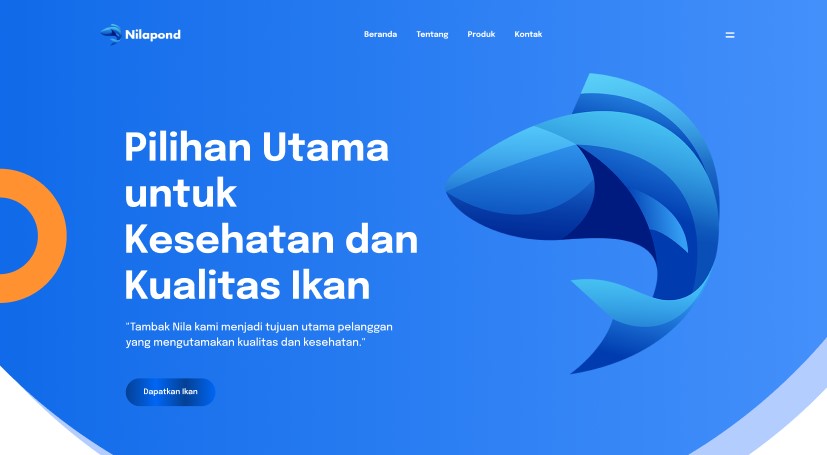 Nilapond
Beranda Tentang Produk Kontak
Pilihan Utama
untuk
Kesehatan dan
Kualitas Ikan
"Tambak Nila kami menjadi tujuan utama pelanggan
yang mengutamakan kualitas dan kesehatan."
Dapatkan Ikan